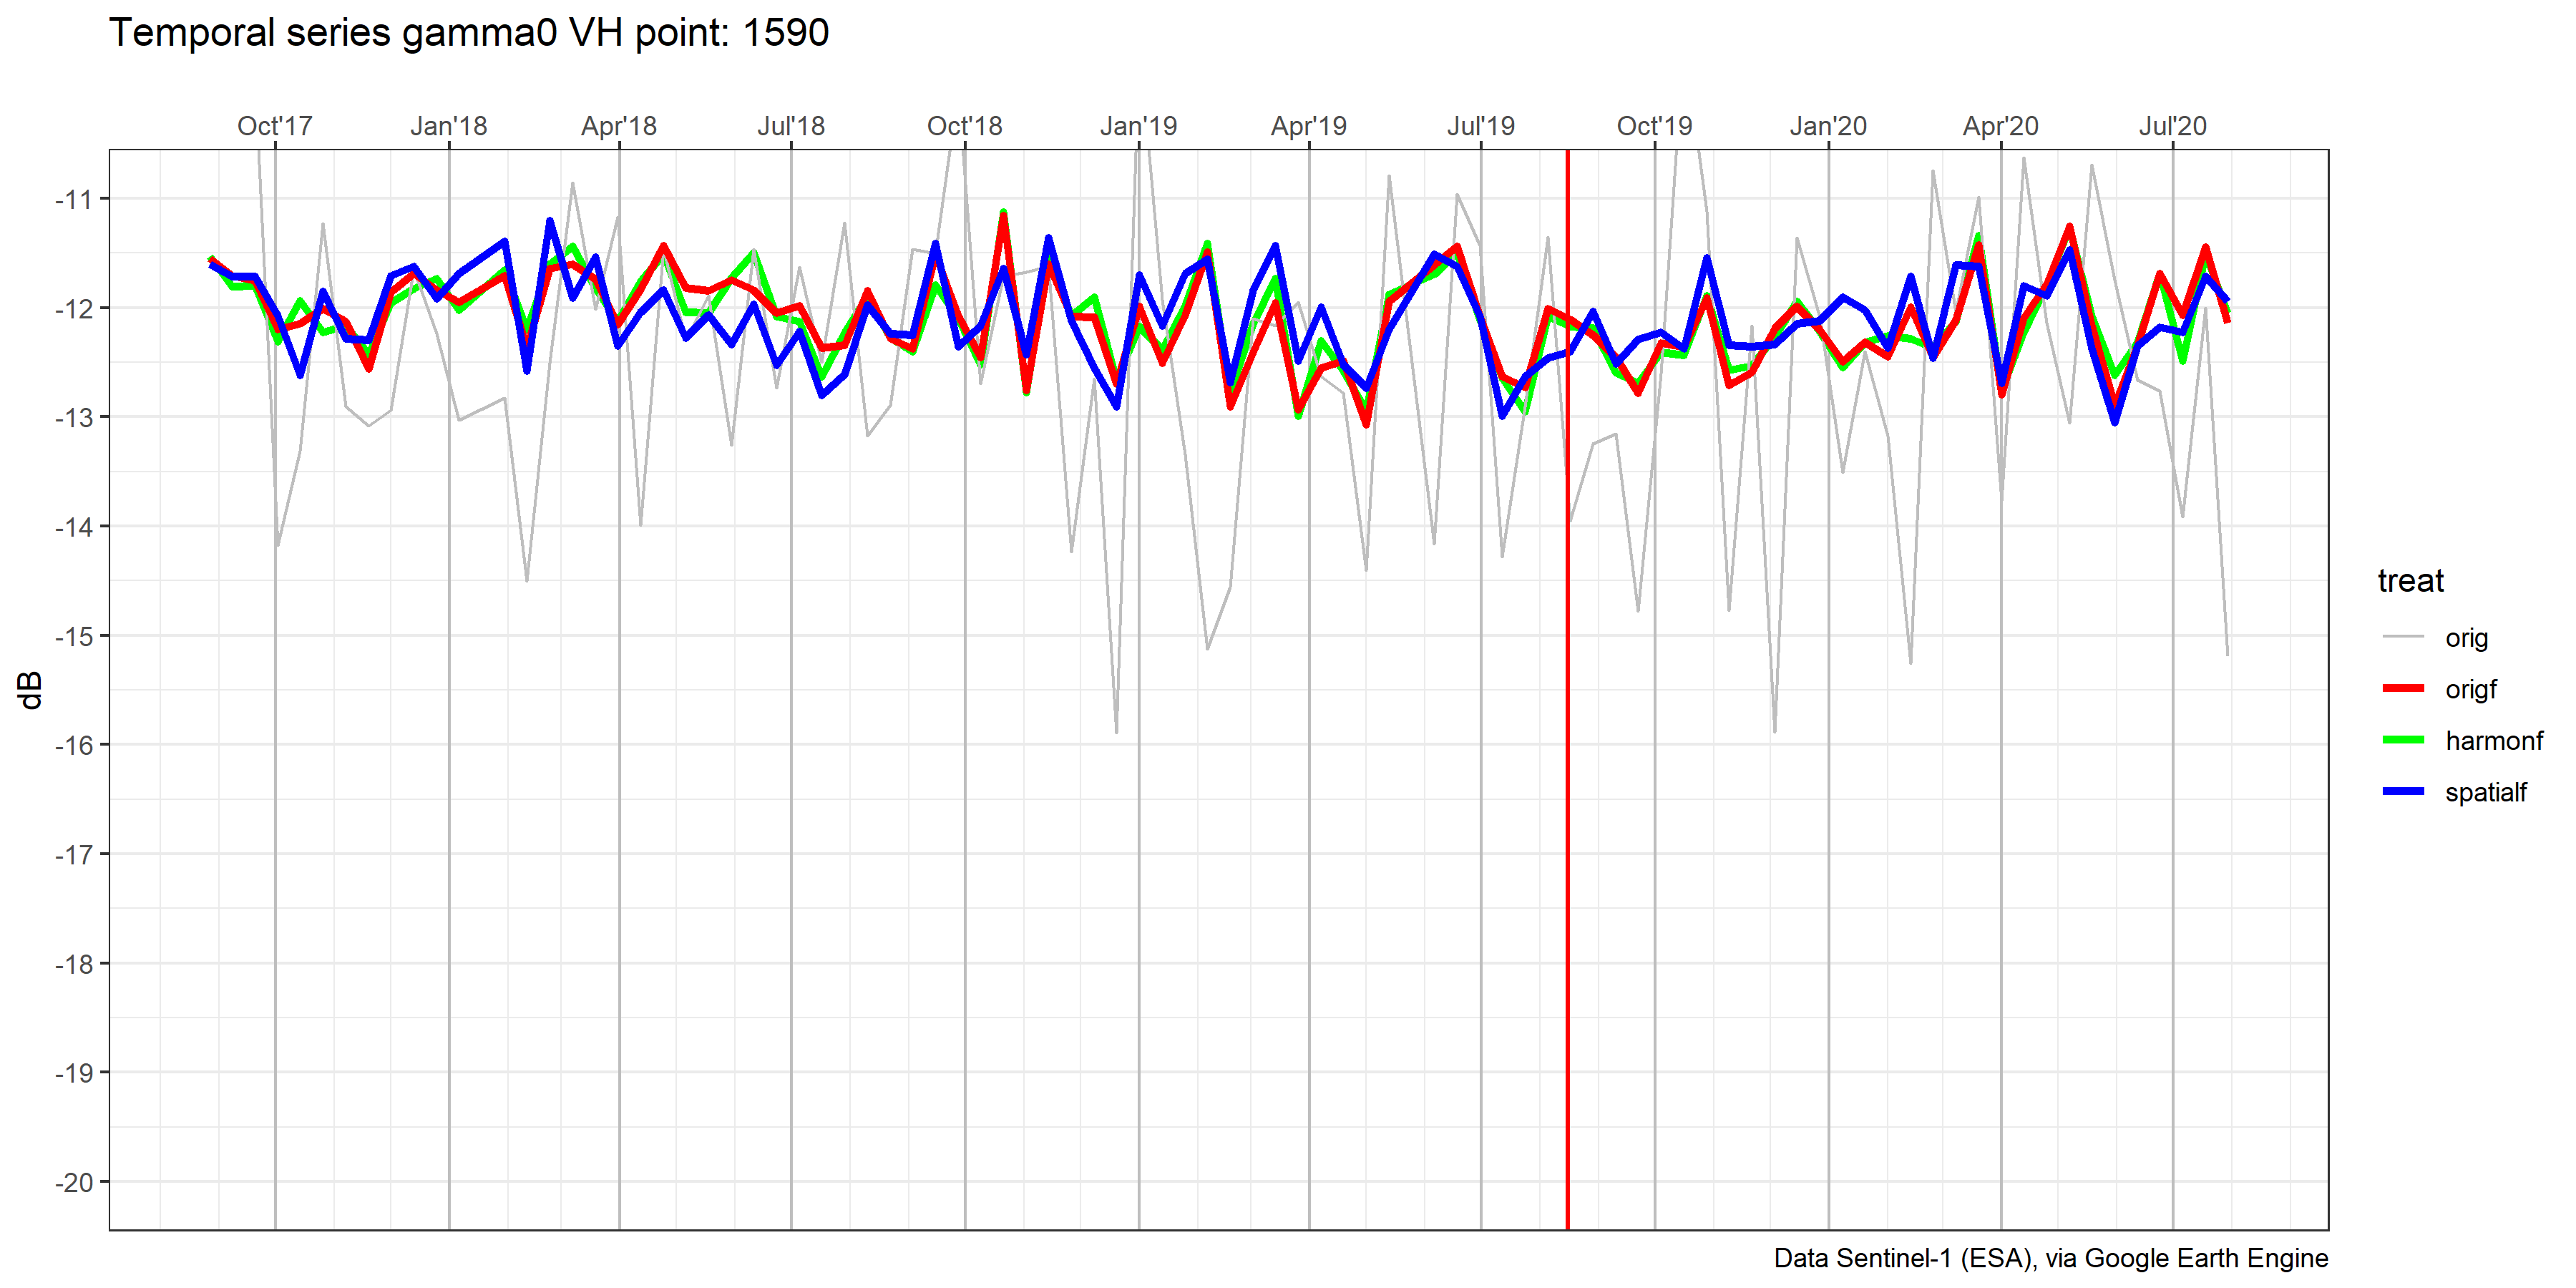 Temporal series gamma0 VH point: 1590
Oct'17 Jan'18 Apr'18 Jul'18 Oct'18 Jan'19 Apr'19 Jul'19 Oct'19 Jan'20 Apr'20 Jul'20
-11
-12
-13
-14
-15
-16
-17
-18
-19
-20
dB
treat
orig
origf
harmonf
spatialf
Data Sentinel-1 (ESA), via Google Earth Engine